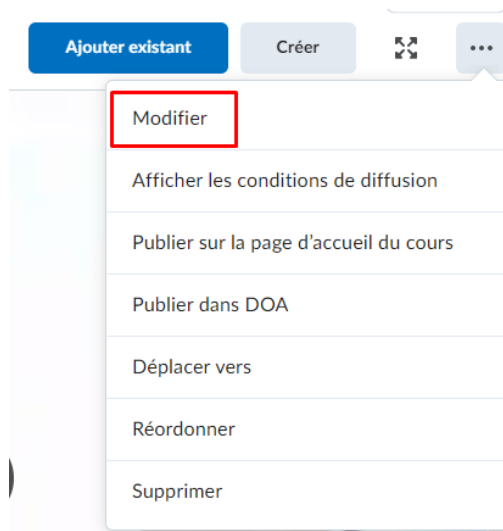 Ajouter existant Créer
Modifier
Afficher les conditions de diffusion
Publier sur la page d’accueil du cours
Publier dans DOA
Déplacer vers
Réordonner
Supprimer